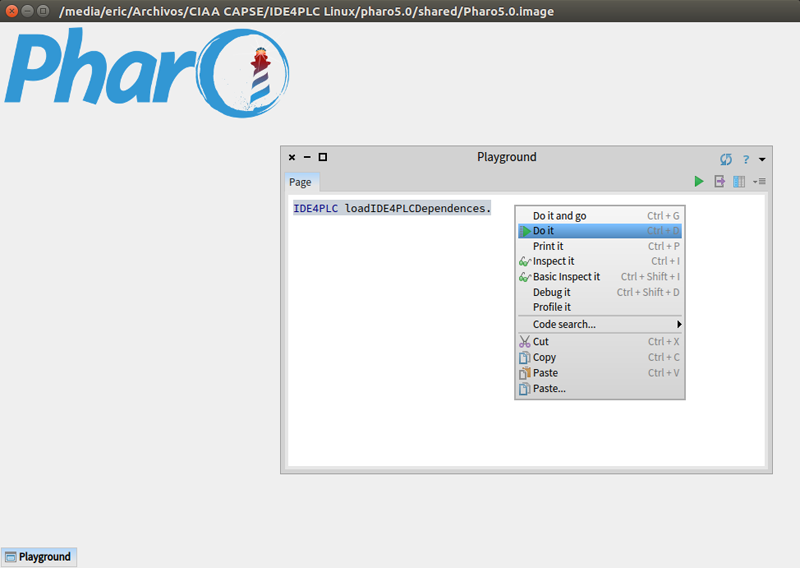 /media/eric/Archivos/CIAA CAPSE/IDE4PLC Linux/pharo5.0/shared/Pharo5.0.image
Pharo
Playground
?
Page
IDE4PLC loadIDE4PLCDependences.
Do it and go Ctrl + G
Do it Ctrl + D
Print it Ctrl + P
Inspect it Ctrl + I
Basic Inspect it Ctrl + Shift + I
Debug it Ctrl + Shift + D
Profile it
Code search...
Cut Ctrl + X
Copy Ctrl + C
Paste Ctrl + V
Paste...
Playground